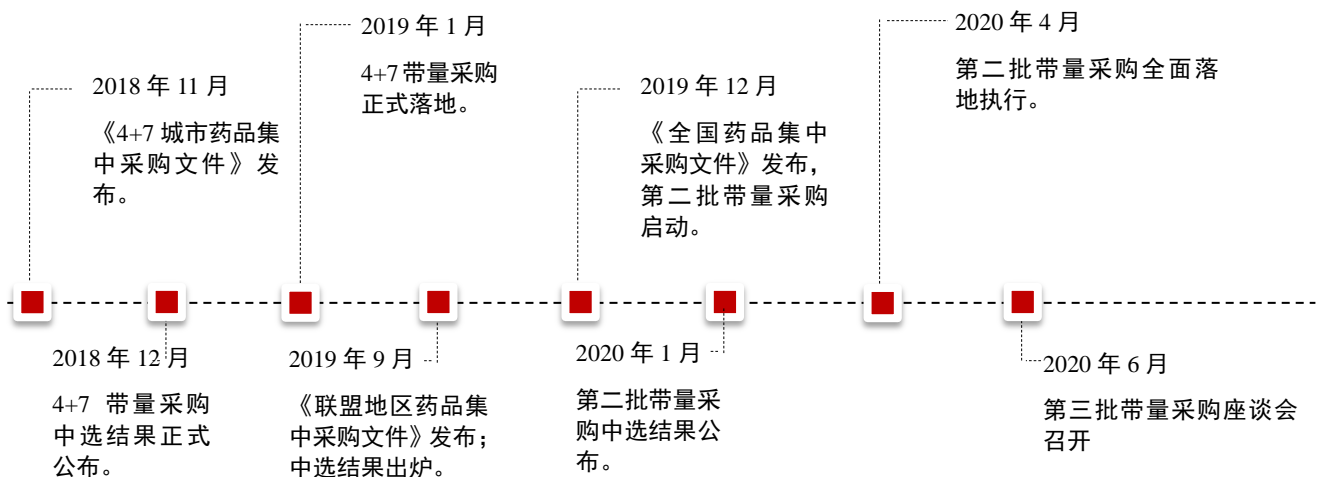 2018 年 11 月
《4+7 城市药品集
中采购文件》发
布。
2018 年 12 月
4+7 带量采购
中选结果正式
公布。
2019 年 1 月
4+7 带量采购
正式落地。
2019 年 9 月
《联盟地区药品集
中采购文件》发布；
中选结果出炉。
2019 年 12 月
《全国药品集中
采购文件》发布，
第二批带量采购
启动。
2020 年 1 月
第二批带量采
购中选结果公
布。
2020 年 4 月
第二批带量采购全面落
地执行。
2020 年 6 月
第三批带量采购座谈会
召开